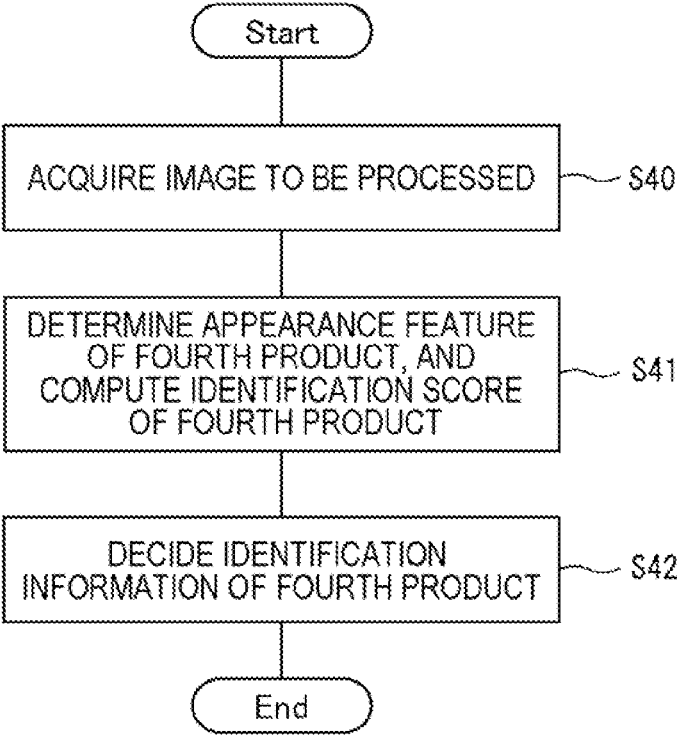 Start
ACQUIRE IMAGE TO BE PROCESSED
S40
DETERMINE APPEARANCE FEATURE
OF FOURTH PRODUCT, AND
COMPUTE IDENTIFICATION SCORE
OF FOURTH PRODUCT
S41
DECIDE IDENTIFICATION
INFORMATION OF FOURTH PRODUCT
S42
End